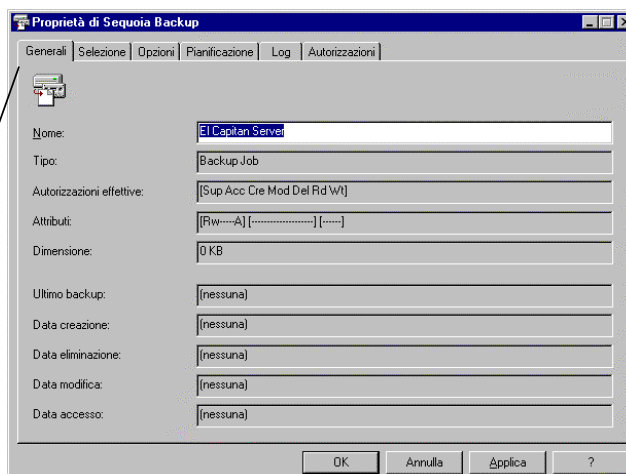 Proprietà di Sequoia Backup
Generali Selezione Opzioni Pianificazione Log Autorizzazioni
Nome: El Capitan Server
Tipo: Backup Job
Autorizzazioni effettive: [Sup Acc Cre Mod Del Rd Wt]
Attributi: [Rw-----A] [--------------------] [------]
Dimensione: 0 KB
Ultimo backup: (nessuna)
Data creazione: (nessuna)
Data eliminazione: (nessuna)
Data modifica: (nessuna)
Data accesso: (nessuna)
OK Annulla Applica ?